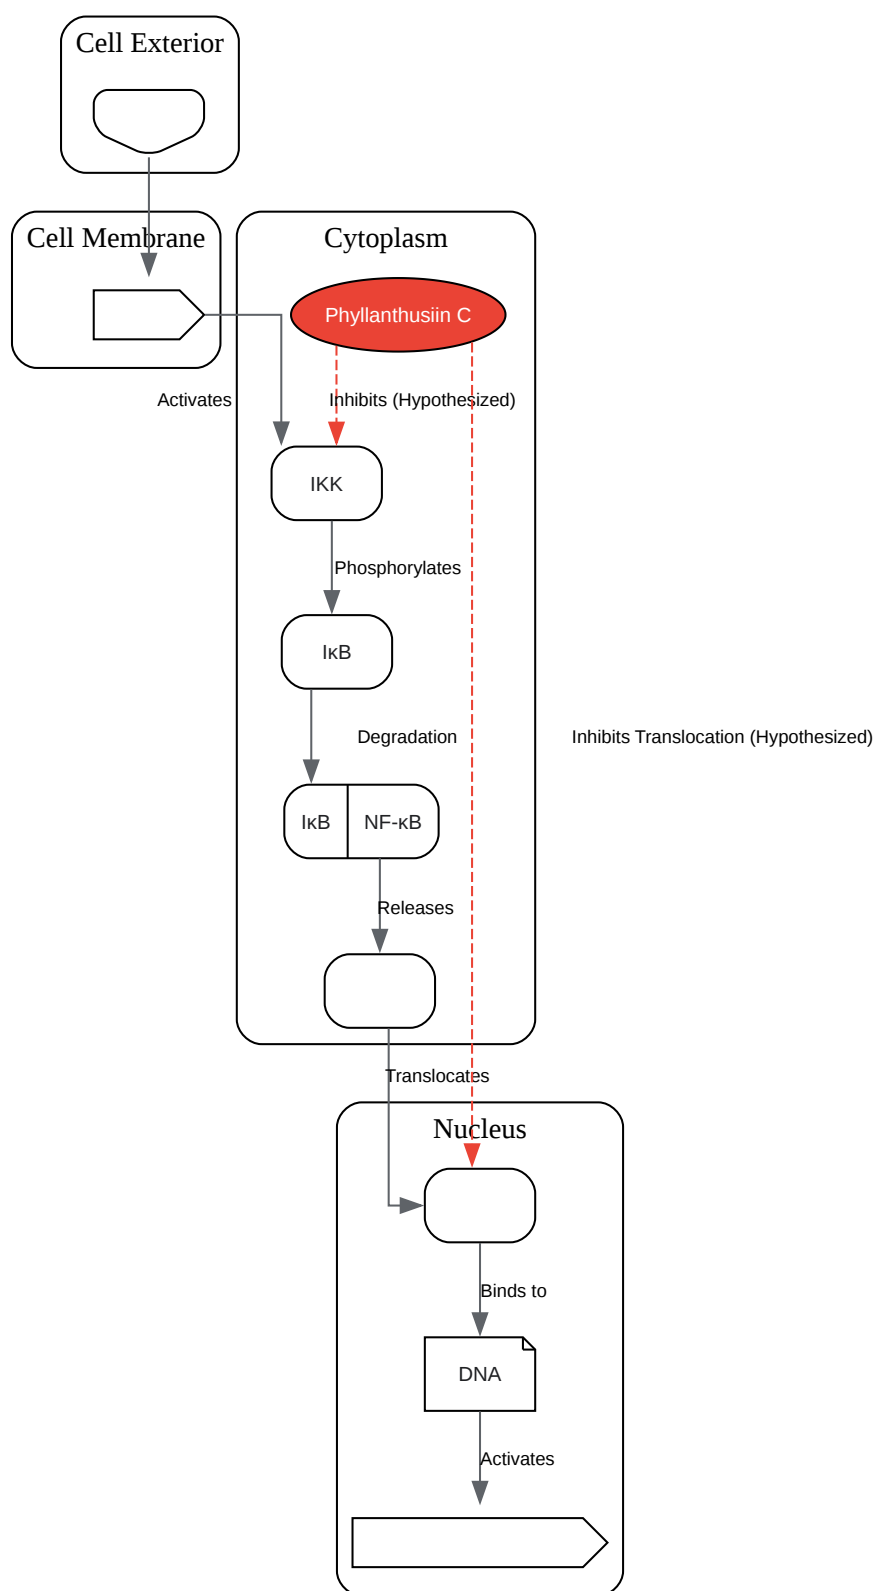 Cell Exterior
Cell Membrane
Cytoplasm
Phyllanthusiin C
Activates
Inhibits (Hypothesized)
IKK
Phosphorylates
IκB
Degradation
Inhibits Translocation (Hypothesized)
IκB
NF-κB
Releases
Translocates
Nucleus
Binds to
DNA
Activates